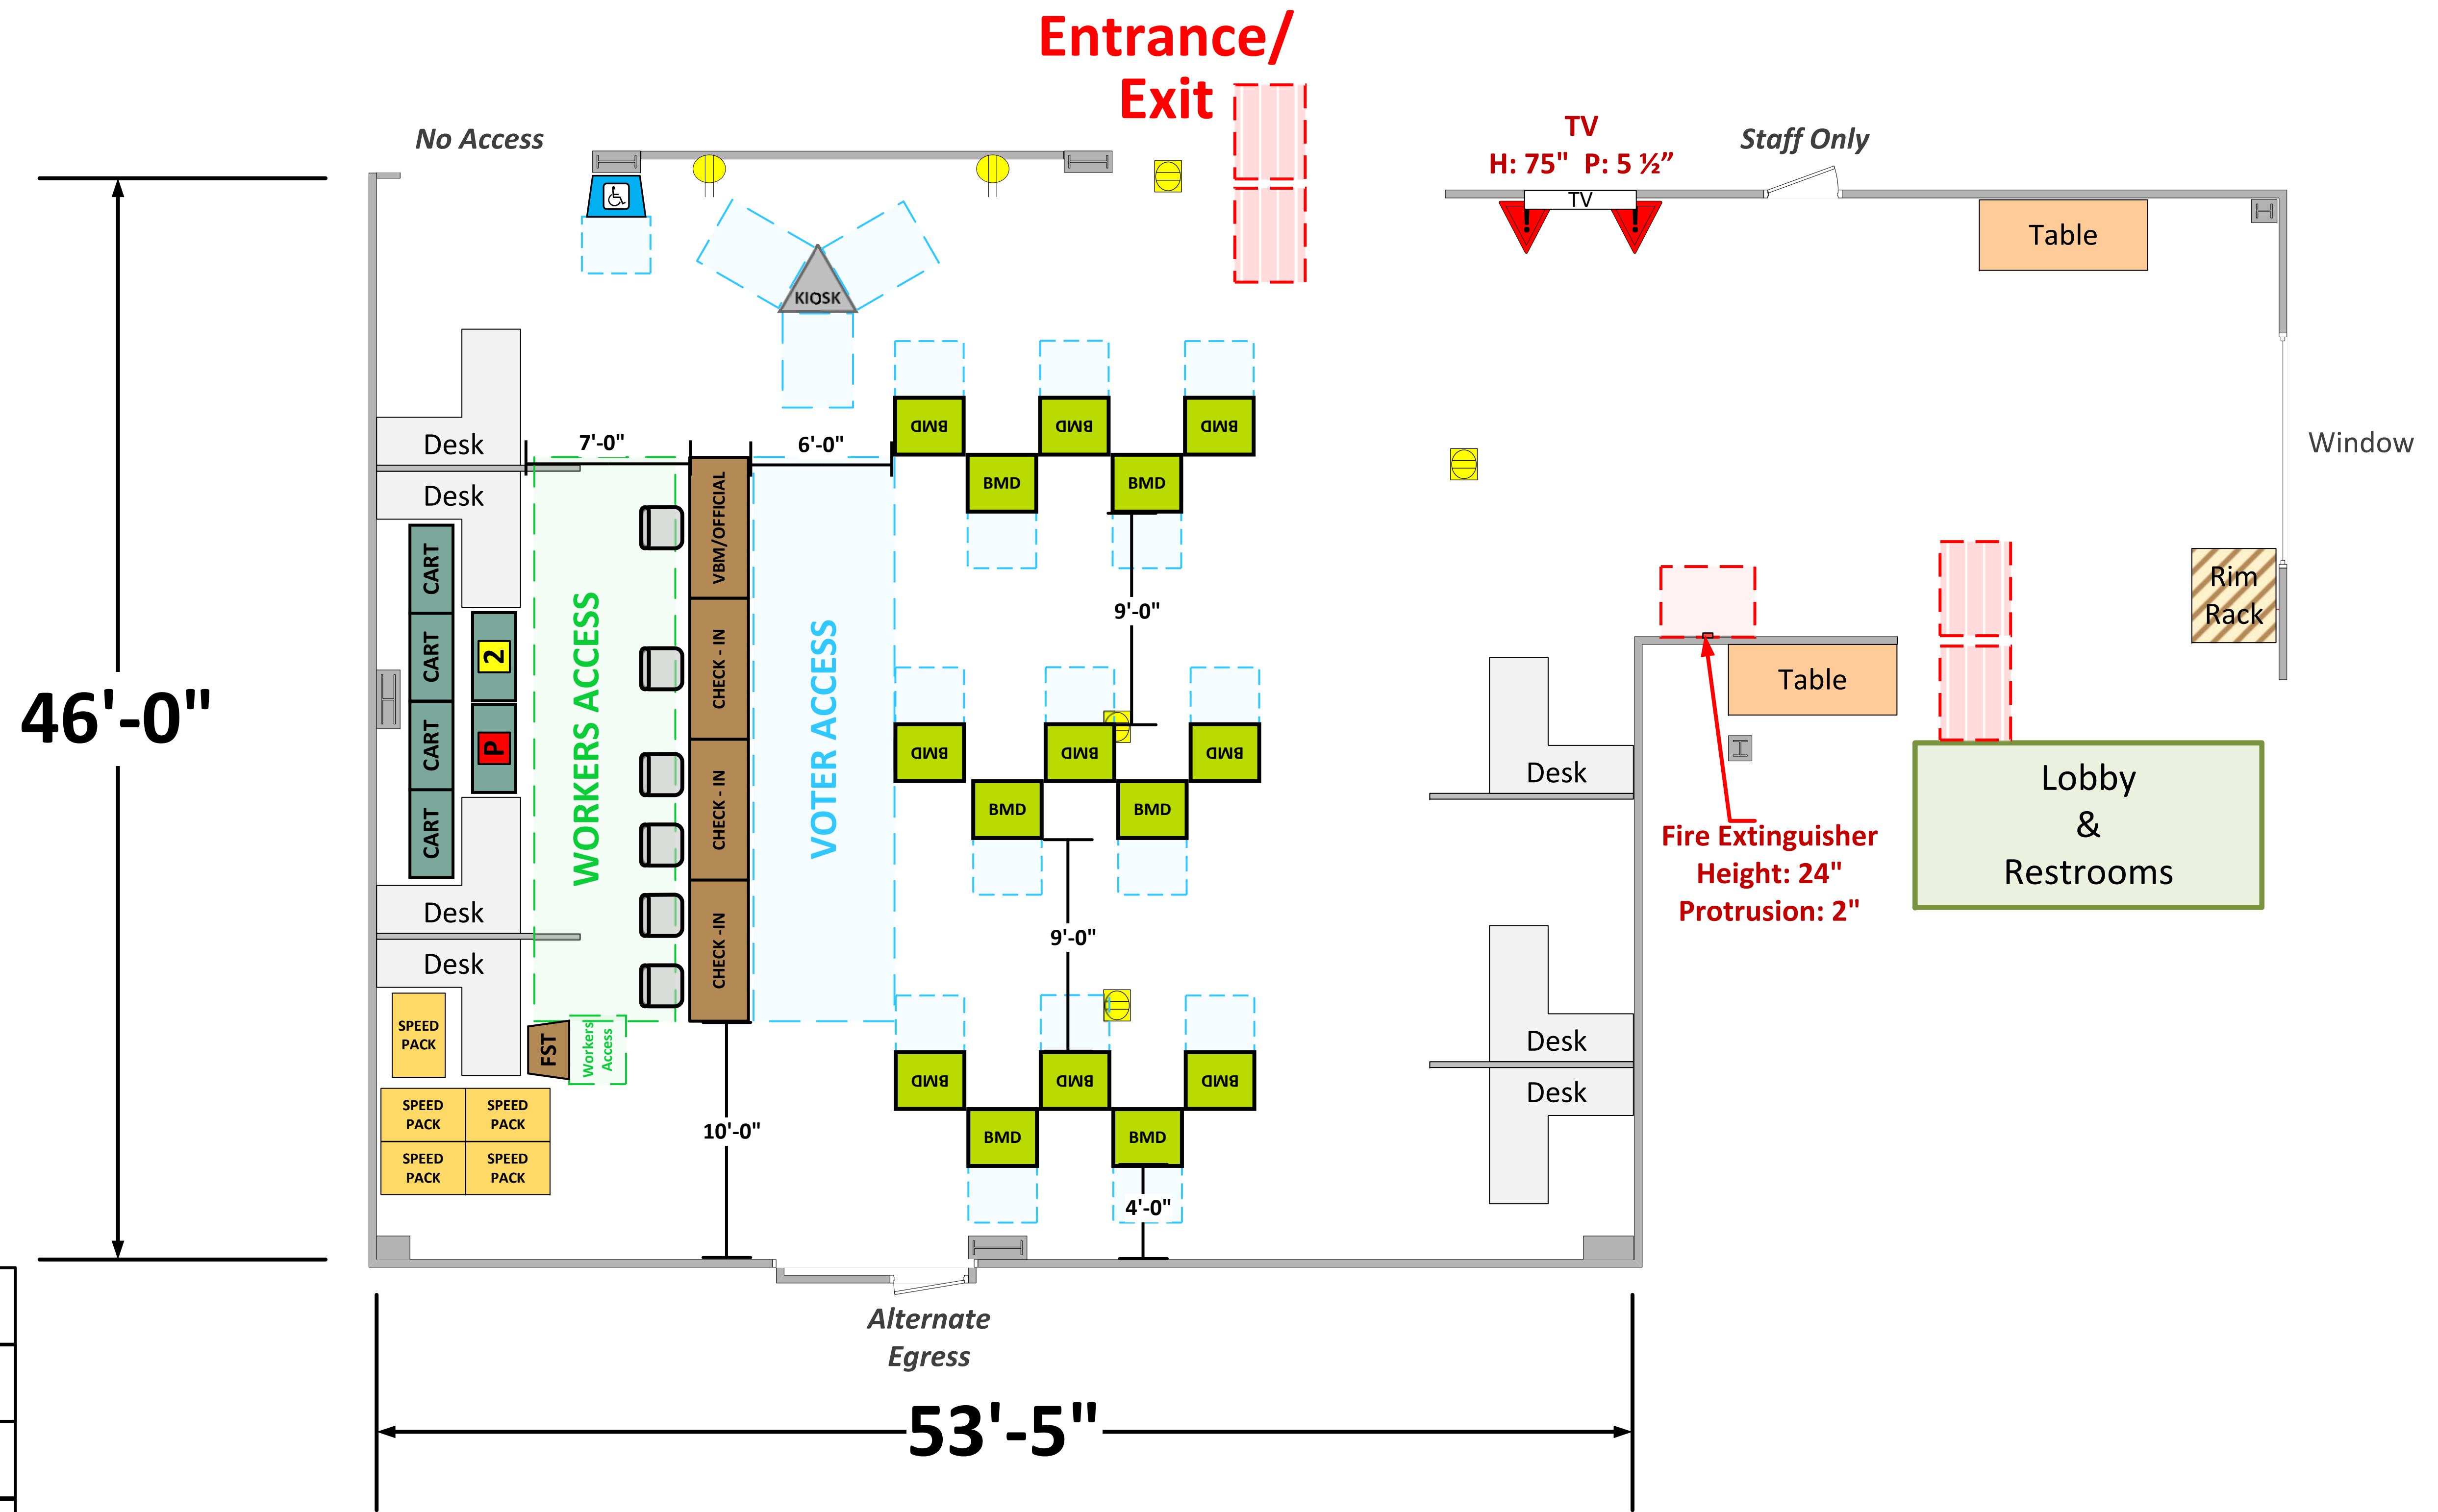 Entrance/
Exit
No Access
TV
H: 75" P: 5 ½”
Staff Only
TV
Table
KIOSK
BMD
BMD
BMD
Desk
7'-0"
6'-0"
Window
Desk
VBM/OFFICIAL
BMD
BMD
CART
CART
CART
CART
2
P
WORKERS ACCESS
CHECK - IN
CHECK - IN
CHECK -IN
VOTER ACCESS
9'-0"
Rim
Rack
46'-0"
Table
BMD
BMD
BMD
Desk
BMD
BMD
Lobby
&
Restrooms
Fire Extinguisher
Height: 24"
Protrusion: 2"
Desk
Desk
9'-0"
SPEED
PACK
FST
Workers
Access
Desk
BMD
BMD
BMD
Desk
SPEED
PACK
SPEED
PACK
SPEED
PACK
SPEED
PACK
10'-0"
BMD
BMD
4'-0"
Alternate
Egress
53'-5"